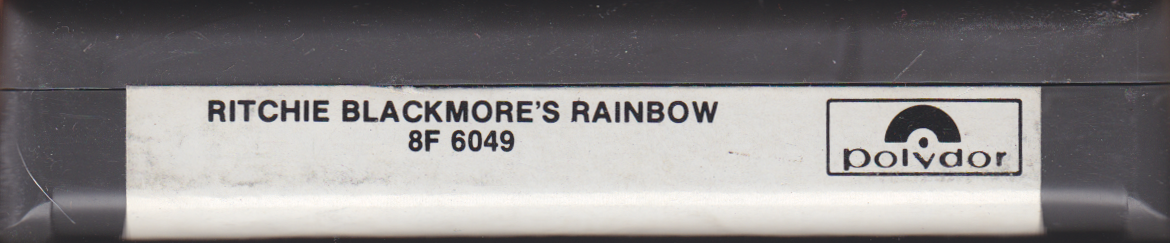 RITCHIE BLACKMORE'S RAINBOW
8F 6049
polydor